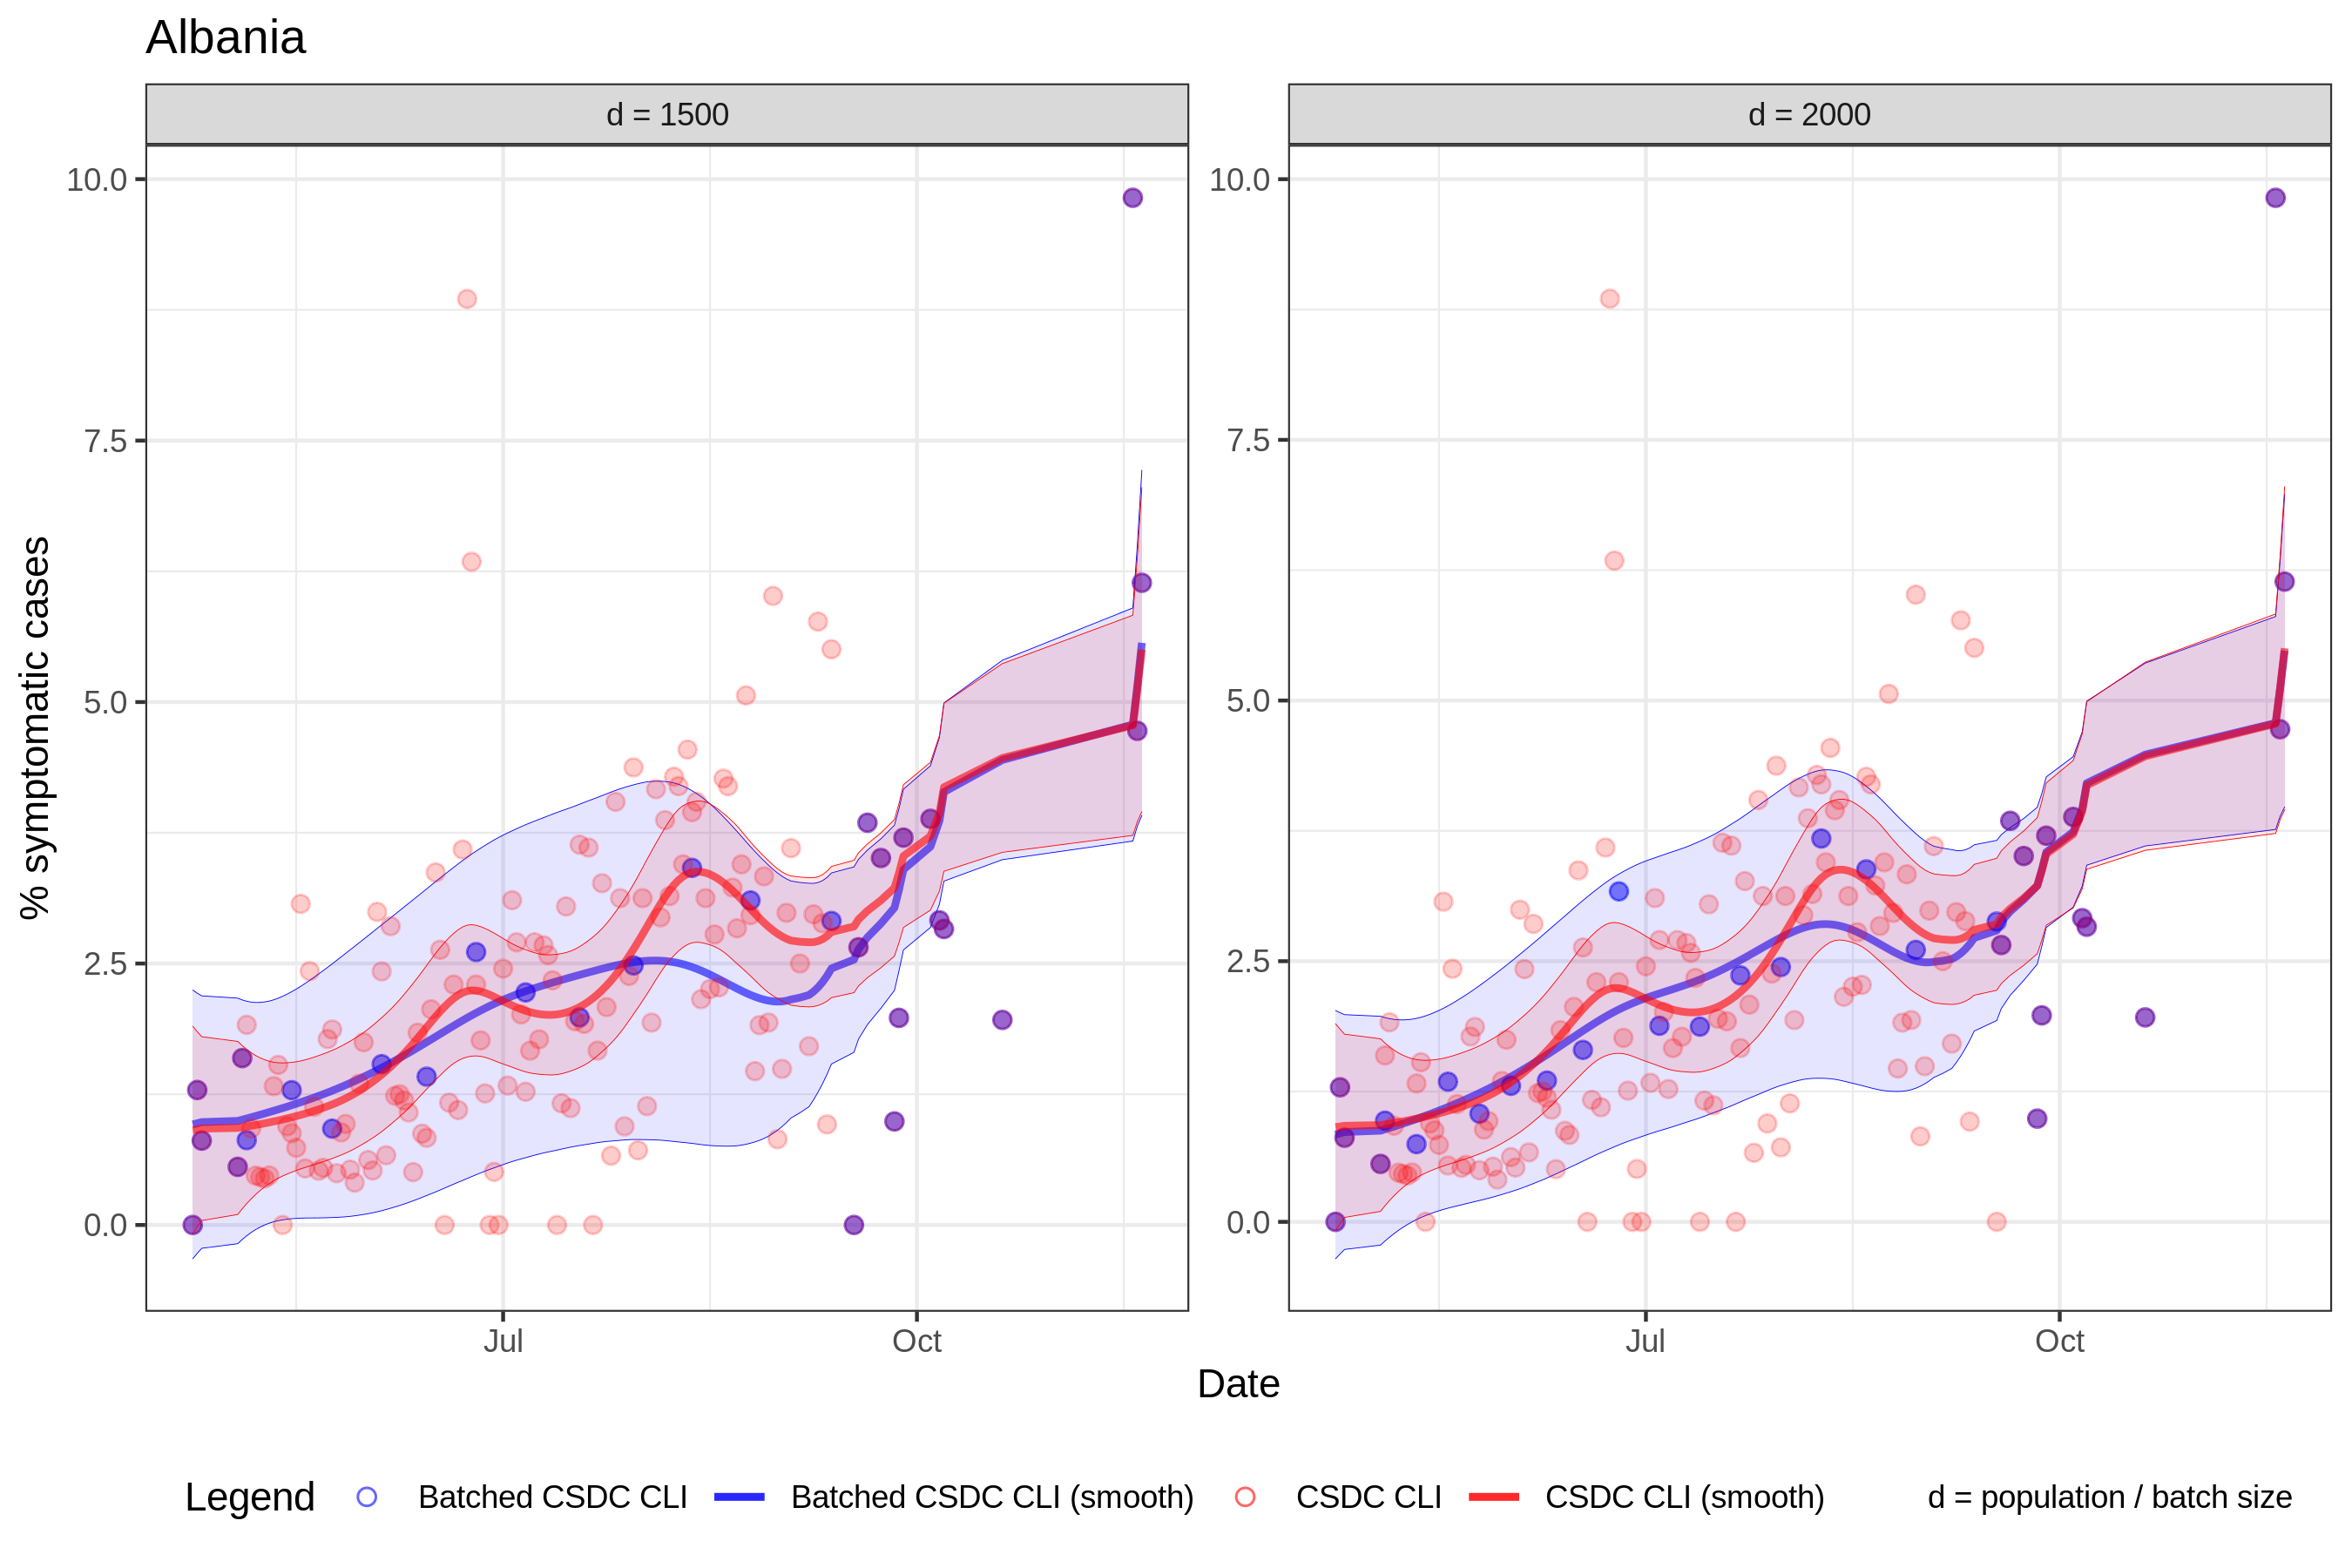 Albania
d = 1500
d = 2000
% symptomatic cases
10.0
7.5
5.0
2.5
0.0
10.0
7.5
5.0
2.5
0.0
Jul
Oct
Jul
Oct
Date
Legend Batched CSDC CLI Batched CSDC CLI (smooth) CSDC CLI CSDC CLI (smooth) d = population / batch size